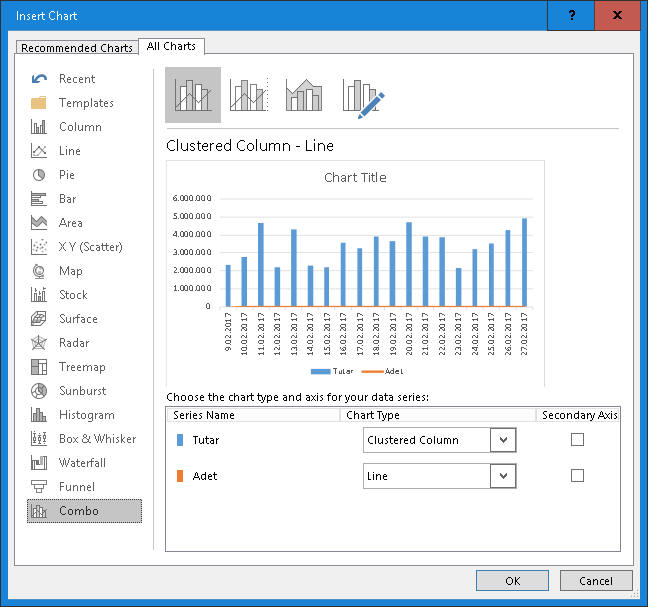 Insert Chart
? X
Recommended Charts All Charts
Recent
Templates
Column
Line
Pie
Bar
Area
X Y (Scatter)
Map
Stock
Surface
Radar
Treemap
Sunburst
Histogram
Box & Whisker
Waterfall
Funnel
Combo
Clustered Column - Line
Chart Title
6.000.000
5.000.000
4.000.000
3.000.000
2.000.000
1.000.000
0
9.02.2017
10.02.2017
11.02.2017
12.02.2017
13.02.2017
14.02.2017
15.02.2017
16.02.2017
17.02.2017
18.02.2017
19.02.2017
20.02.2017
21.02.2017
22.02.2017
23.02.2017
24.02.2017
25.02.2017
26.02.2017
27.02.2017
Tutar Adet
Choose the chart type and axis for your data series:
Series Name Chart Type Secondary Axis
Tutar Clustered Column
Adet Line
OK Cancel